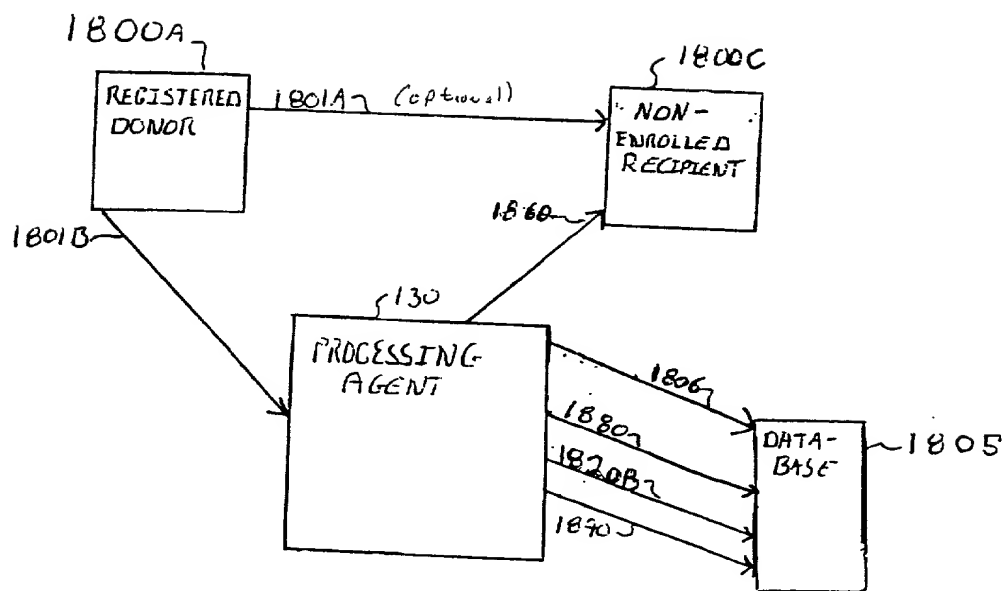 1800A
1800C
REGISTERED
DONOR
1801A
(optional)
NON-
ENROLLED
RECIPIENT
1860
1801B
130
PROCESSING
AGENT
1806
1880
1820B
1890
DATA-
BASE
1805